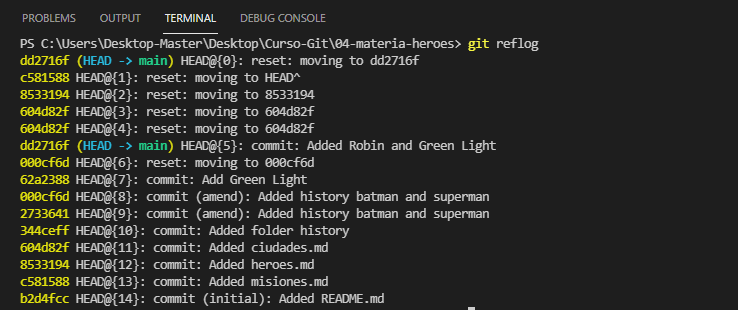 PROBLEMS OUTPUT TERMINAL DEBUG CONSOLE
PS C:\Users\Desktop-Master\Desktop\Curso-Git\04-materia-heroes> git reflog
dd2716f (HEAD -> main) HEAD@{0}: reset: moving to dd2716f
c581588 HEAD@{1}: reset: moving to HEAD^
8533194 HEAD@{2}: reset: moving to 8533194
604d82f HEAD@{3}: reset: moving to 604d82f
604d82f HEAD@{4}: reset: moving to 604d82f
dd2716f (HEAD -> main) HEAD@{5}: commit: Added Robin and Green Light
000cf6d HEAD@{6}: reset: moving to 000cf6d
62a2388 HEAD@{7}: commit: Add Green Light
000cf6d HEAD@{8}: commit (amend): Added history batman and superman
2733641 HEAD@{9}: commit (amend): Added history batman and superman
344ceff HEAD@{10}: commit: Added folder history
604d82f HEAD@{11}: commit: Added ciudades.md
8533194 HEAD@{12}: commit: Added heroes.md
c581588 HEAD@{13}: commit: Added misiones.md
b2d4fcc HEAD@{14}: commit (initial): Added README.md